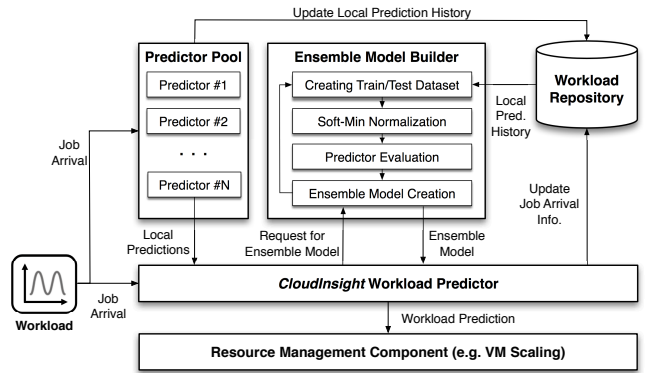 Update Local Prediction History
Predictor Pool
Predictor #1
Predictor #2
. . .
Predictor #N
Ensemble Model Builder
Creating Train/Test Dataset
Soft-Min Normalization
Predictor Evaluation
Ensemble Model Creation
Workload
Repository
Local
Pred.
History
Job
Arrival
Update
Job Arrival
Info.
Local
Predictions
Request for
Ensemble Model
Ensemble
Model
Workload
Job
Arrival
CloudInsight Workload Predictor
Workload Prediction
Resource Management Component (e.g. VM Scaling)